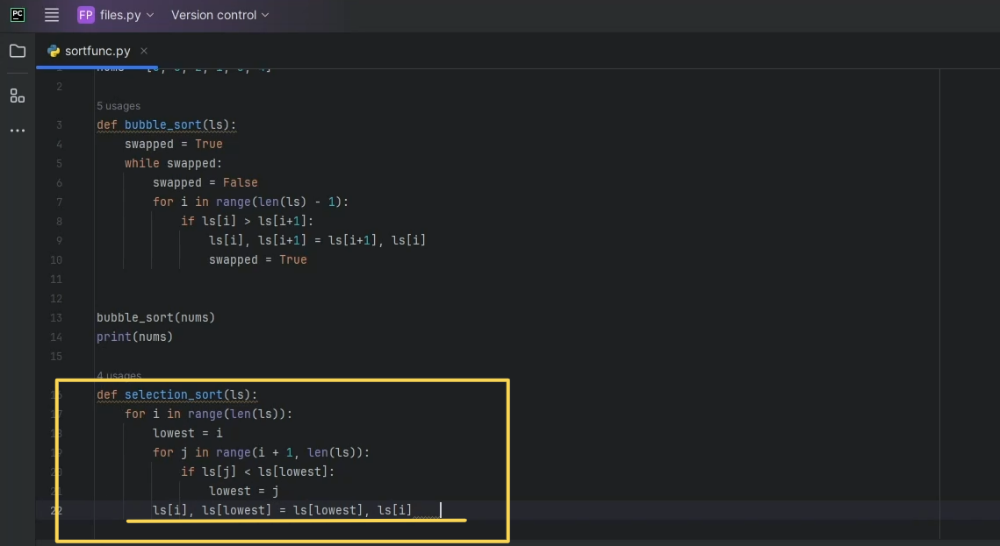 PC
FP files.py Version control
sortfunc.py
2
5 usages
3 def bubble_sort(ls):
4 swapped = True
5 while swapped:
6 swapped = False
7 for i in range(len(ls) - 1):
8 if ls[i] > ls[i+1]:
9 ls[i], ls[i+1] = ls[i+1], ls[i]
10 swapped = True
11
12
13 bubble_sort(nums)
14 print(nums)
15
4 usages
16 def selection_sort(ls):
17 for i in range(len(ls)):
18 lowest = i
19 for j in range(i + 1, len(ls)):
20 if ls[j] < ls[lowest]:
21 lowest = j
22 ls[i], ls[lowest] = ls[lowest], ls[i]